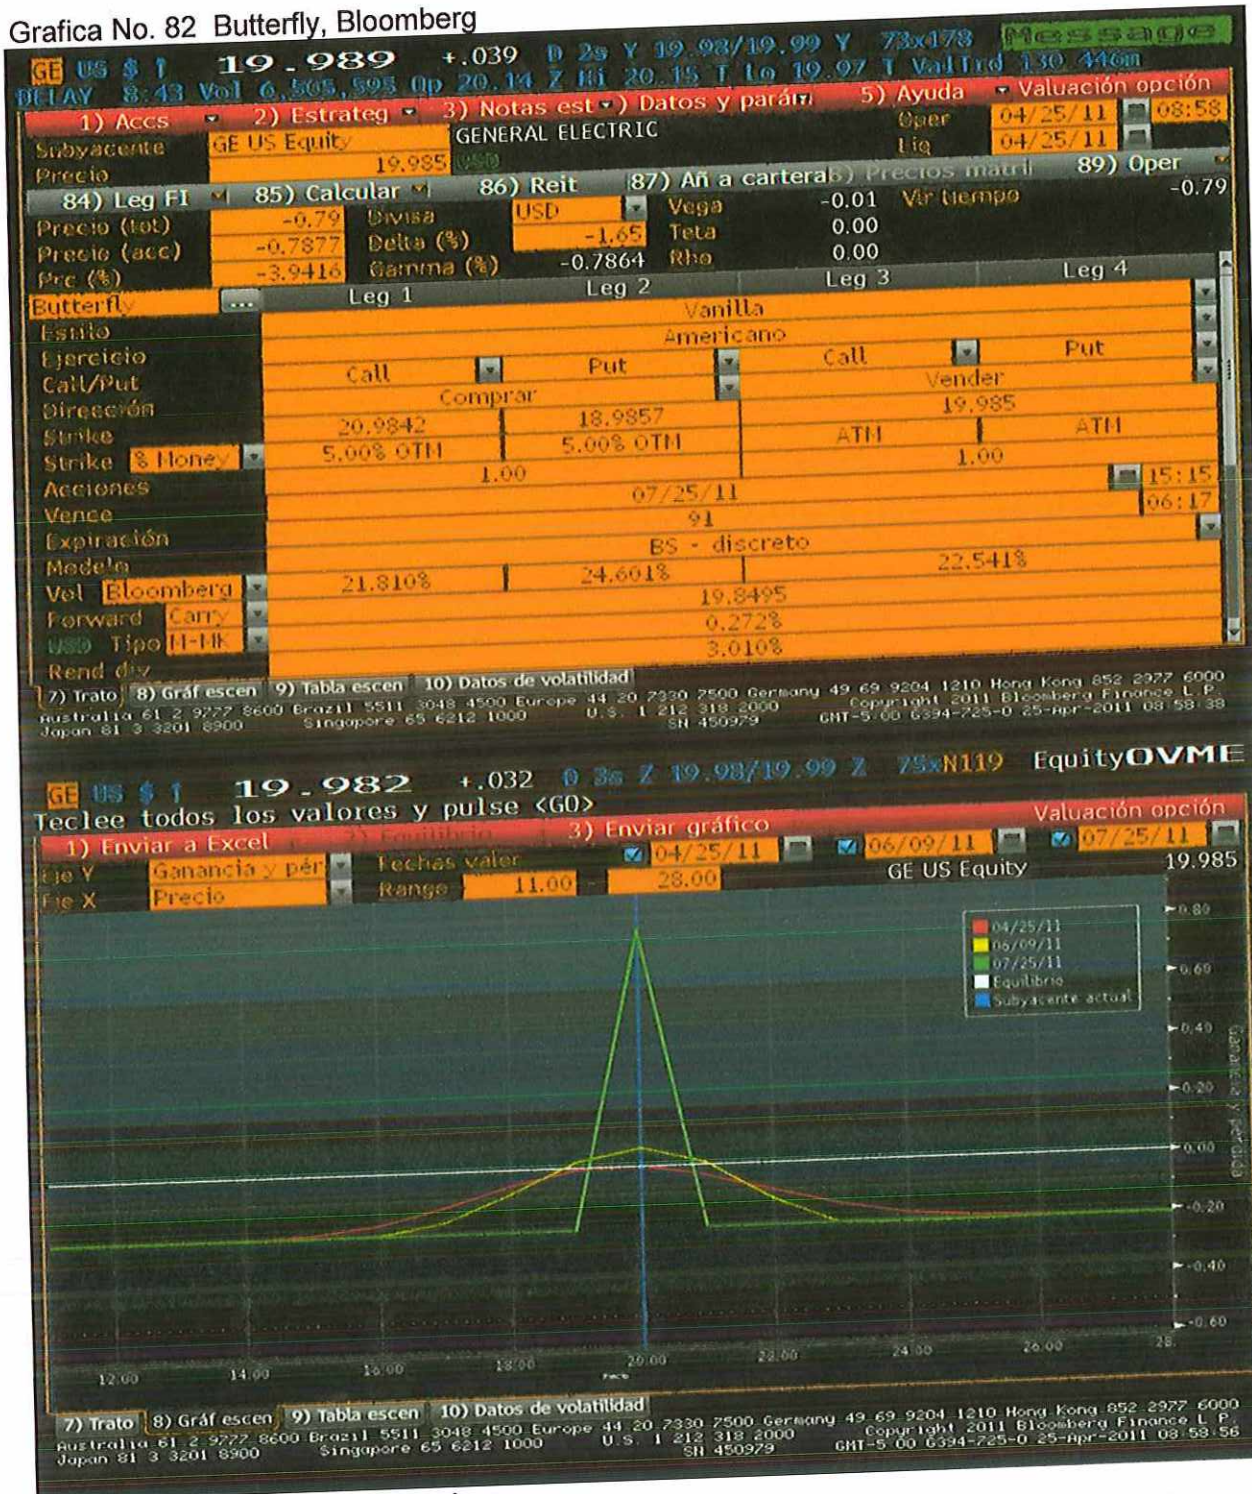 Grafica No. 82 Butterfly, Bloomberg
GE US $ ↑ 19.989 +.039 D 2s Y 19.98/19.99 Y 73x178 Message
DELAY 8:43 Vol 6,505,595 Op 20.14 Z Hi 20.15 T Lo 19.97 T ValTrd 130.446m
1) Accs 2) Estrateg 3) Notas est ) Datos y parám 5) Ayuda Valuación opción
Subyacente GE US Equity GENERAL ELECTRIC Oper 04/25/11 08:58
Precio 19.985 USD Liq 04/25/11
84) Leg FI 85) Calcular 86) Reit 87) Añ a cartera 8) Precios matri 89) Oper
Precio (tot) -0.79 Divisa USD Vega -0.01 Vlr tiempo -0.79
Precio (acc) -0.7877 Delta (%) -1.65 Teta 0.00
Prc (%) -3.9416 Gamma (%) -0.7864 Rho 0.00
Butterfly ... Leg 1 Leg 2 Leg 3 Leg 4
Estilo Vanilla
Ejercicio Americano
Call/Put Call Put Call Put
Dirección Comprar Vender
Strike 20.9842 18.9857 19.985
Strike % Money 5.00% OTM 5.00% OTM ATM ATM
Acciones 1.00 1.00
Vence 07/25/11 15:15
Expiración 91 06:17
Modelo BS - discreto
Vol Bloomberg 21.810% 24.601% 22.541%
Forward Carry 19.8495
USD Tipo M-MK 0.272%
Rend div 3.010%
7) Trato 8) Gráf escen 9) Tabla escen 10) Datos de volatilidad
Australia 61 2 9777 8600 Brazil 5511 3048 4500 Europe 44 20 7330 7500 Germany 49 69 9204 1210 Hong Kong 852 2977 6000
Japan 81 3 3201 8900 Singapore 65 6212 1000 U.S. 1 212 318 2000 Copyright 2011 Bloomberg Finance L.P.
SN 450979 GMT-5:00 G394-725-0 25-Apr-2011 08:58:38
GE US $ ↑ 19.982 +.032 0 3s Z 19.98/19.99 Z 75xN119 EquityOVME
Teclee todos los valores y pulse <GO>
1) Enviar a Excel 2) Equilibrio 3) Enviar gráfico Valuación opción
Eje Y Ganancia y pér Fechas valor 04/25/11 06/09/11 07/25/11
Eje X Precio Range 11.00 - 28.00 GE US Equity 19.985
04/25/11
06/09/11
07/25/11
Equilibrio
Subyacente actual
0.80
0.60
0.40
0.20
0.00
-0.20
-0.40
-0.60
Ganancia y pérdida
12.00 14.00 16.00 18.00 20.00 22.00 24.00 26.00 28.
7) Trato 8) Gráf escen 9) Tabla escen 10) Datos de volatilidad
Australia 61 2 9777 8600 Brazil 5511 3048 4500 Europe 44 20 7330 7500 Germany 49 69 9204 1210 Hong Kong 852 2977 6000
Japan 81 3 3201 8900 Singapore 65 6212 1000 U.S. 1 212 318 2000 Copyright 2011 Bloomberg Finance L.P.
SN 450979 GMT-5:00 G394-725-0 25-Apr-2011 08:58:56